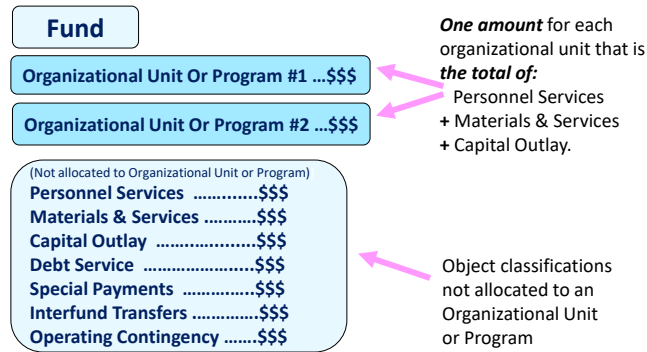 Fund
Organizational Unit Or Program #1 ...$$$
Organizational Unit Or Program #2 ...$$$
(Not allocated to Organizational Unit or Program)
Personnel Services ............$$$
Materials & Services ...........$$$
Capital Outlay ....................$$$
Debt Service ......................$$$
Special Payments ..............$$$
Interfund Transfers .............$$$
Operating Contingency .......$$$
One amount for each
organizational unit that is
the total of:
Personnel Services
+ Materials & Services
+ Capital Outlay.
Object classifications
not allocated to an
Organizational Unit
or Program